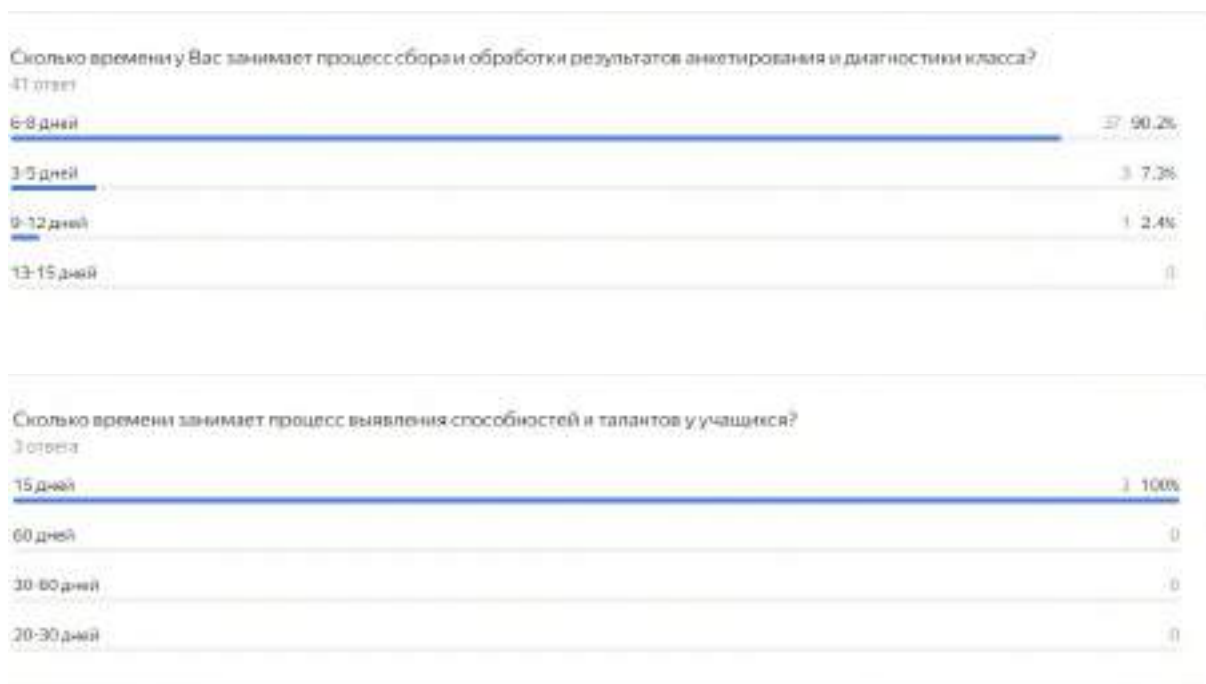 Сколько времени у Вас занимает процесс сбора и обработки результатов анкетирования и диагностики класса?
41 ответ
6-8 дней 37 90.2%
3-5 дней 3 7.3%
9-12 дней 1 2.4%
13-15 дней 0
Сколько времени занимает процесс выявления способностей и талантов у учащихся?
3 ответа
15 дней 3 100%
60 дней 0
30-60 дней 0
20-30 дней 0